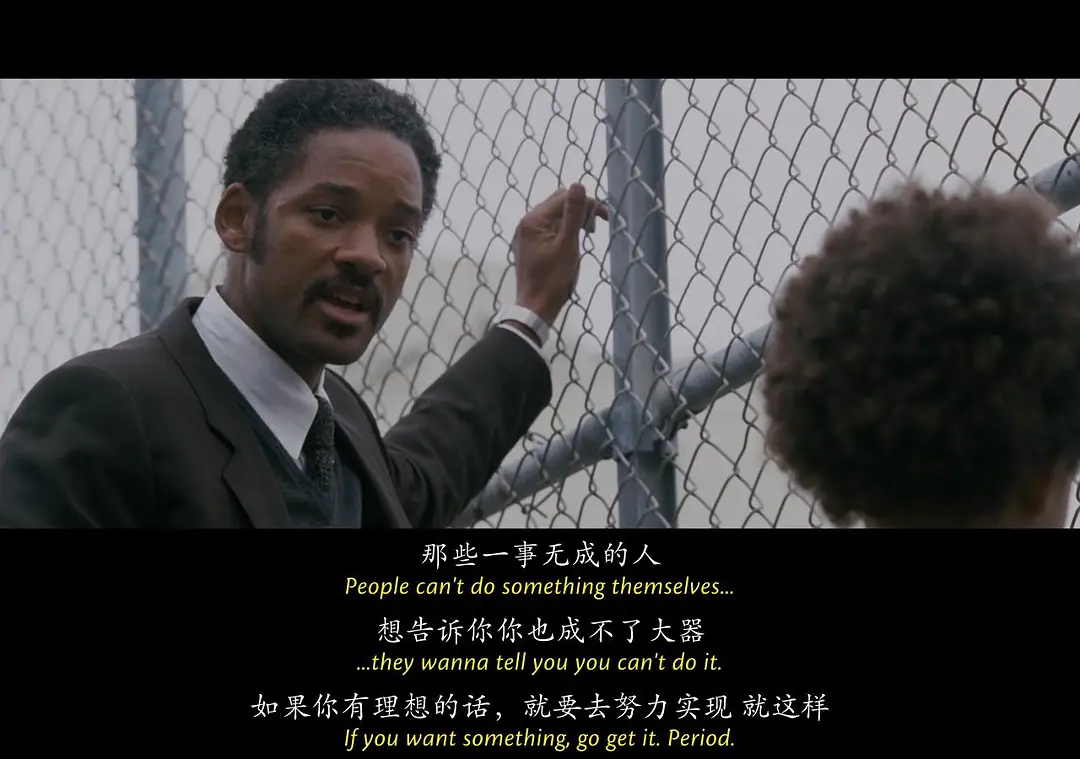 那些一事无成的人
People can't do something themselves...
想告诉你你也成不了大器
...they wanna tell you you can't do it.
如果你有理想的话，就要去努力实现 就这样
If you want something, go get it. Period.